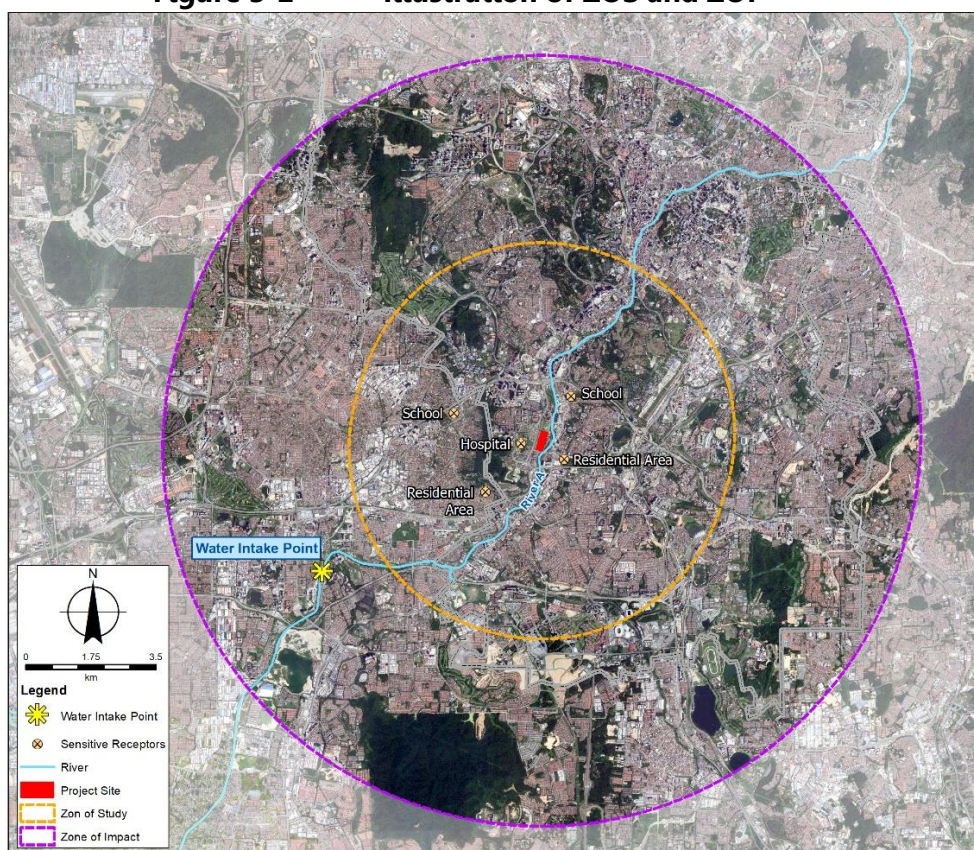 Figure Illustration of ZOS and ZOI
School
School
Hospital
Residential Area
Residential
Area
River A
Water Intake Point
N
0 1.75 3.5
km
Legend
Water Intake Point
Sensitive Receptors
River
Project Site
Zon of Study
Zone of Impact